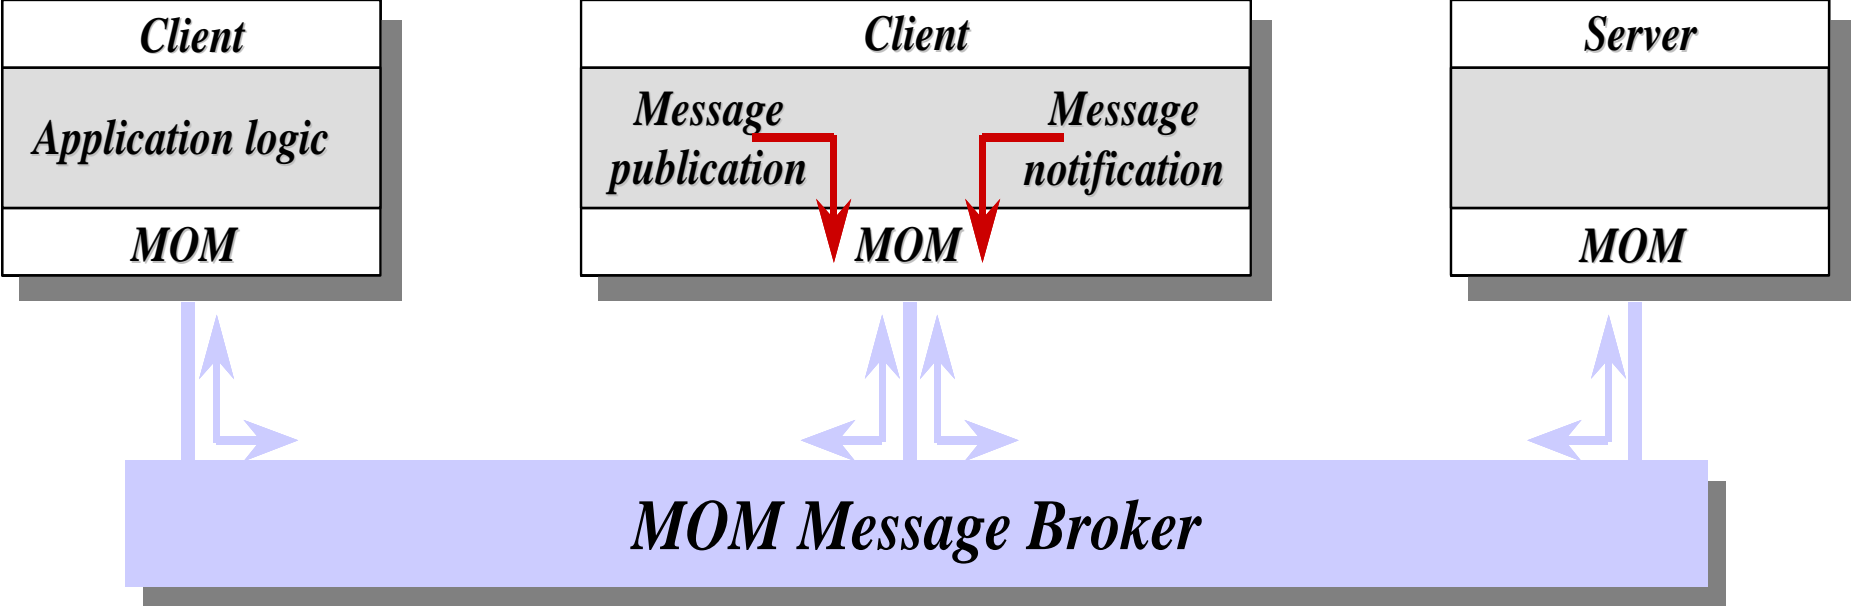 Client
Application logic
MOM
Client
Message
publication
Message
notification
MOM
Server
MOM
MOM Message Broker